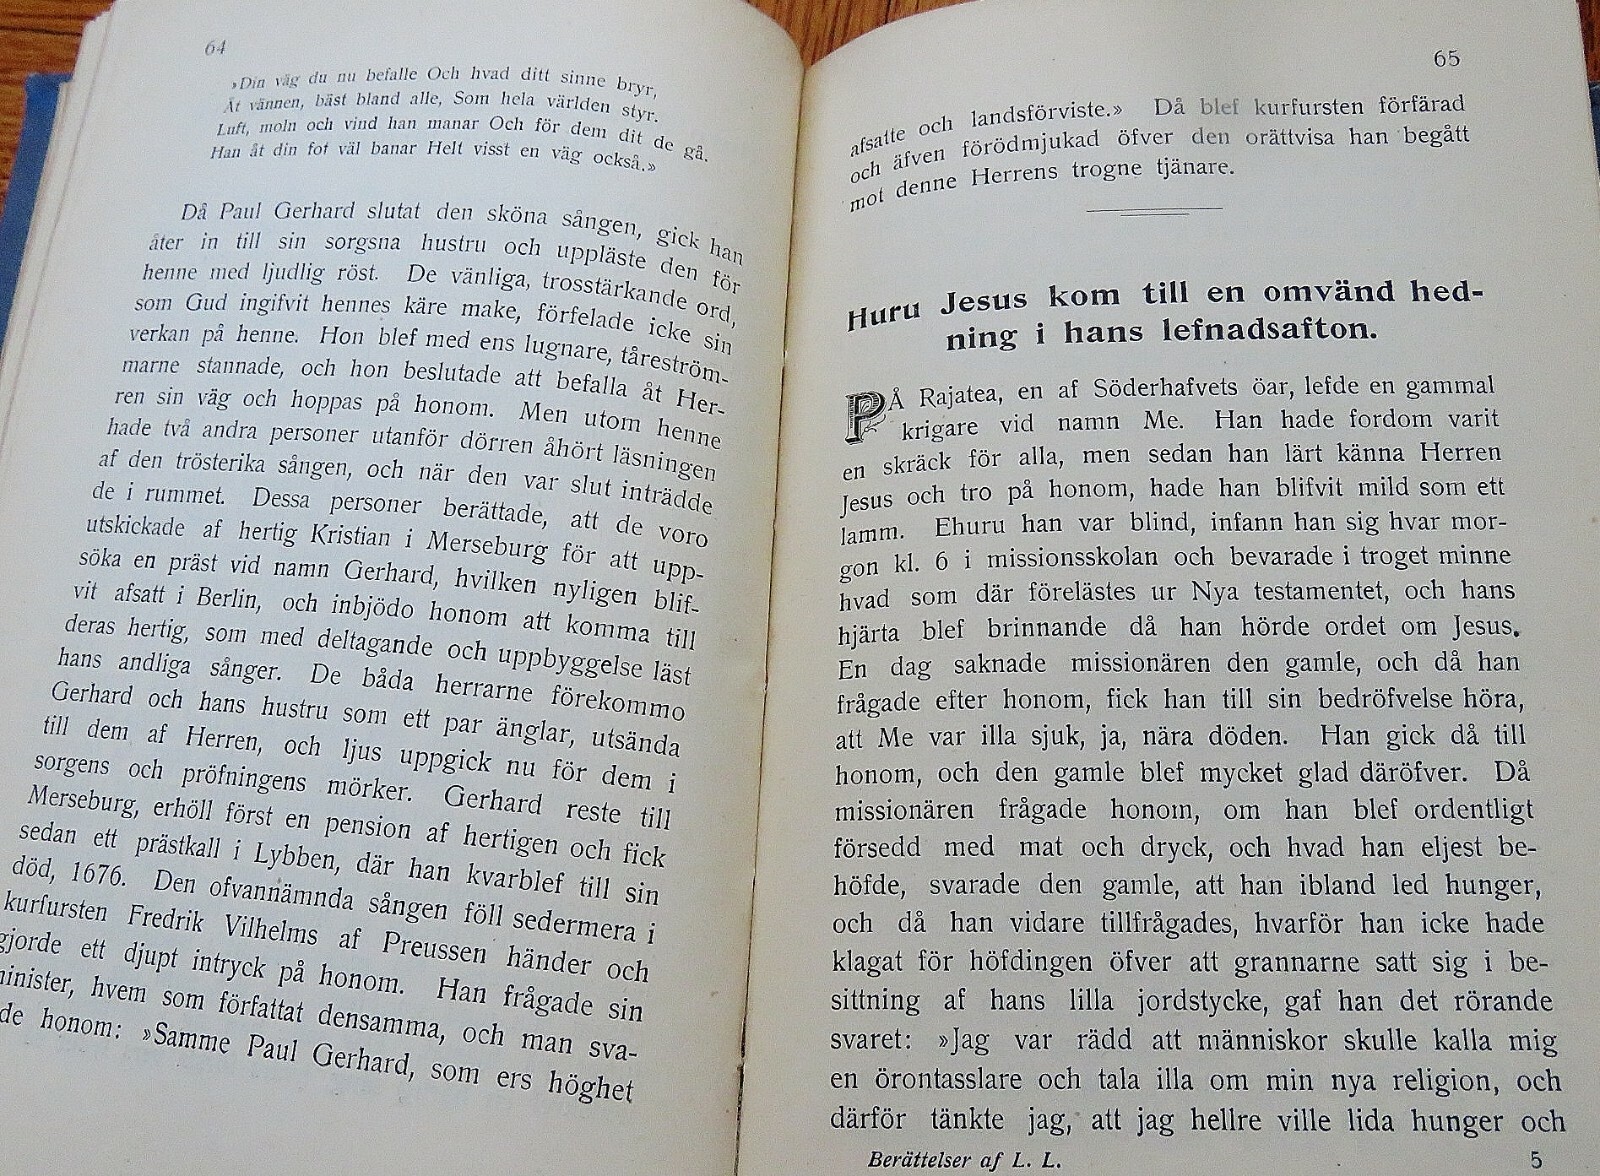 64
»Din väg du nu befalle Och hvad ditt sinne bryr,
Åt vännen, bäst bland alle, Som hela världen styr.
Luft, moln och vind han manar Och för dem dit de gå.
Han åt din fot väl banar Helt visst en väg också.»
Då Paul Gerhard slutat den sköna sången, gick han
åter in till sin sorgsna hustru och uppläste den för
henne med ljudlig röst. De vänliga, trosstärkande ord,
som Gud ingifvit hennes käre make, förfelade icke sin
verkan på henne. Hon blef med ens lugnare, tåreström-
marne stannade, och hon beslutade att befalla åt Her-
ren sin väg och hoppas på honom. Men utom henne
hade två andra personer utanför dörren åhört läsningen
af den trösterika sången, och när den var slut inträdde
de i rummet. Dessa personer berättade, att de voro
utskickade af hertig Kristian i Merseburg för att upp-
söka en präst vid namn Gerhard, hvilken nyligen blif-
vit afsatt i Berlin, och inbjödo honom att komma till
deras hertig, som med deltagande och uppbyggelse läst
hans andliga sånger. De båda herrarne förekommo
Gerhard och hans hustru som ett par änglar, utsända
till dem af Herren, och ljus uppgick nu för dem i
sorgens och pröfningens mörker. Gerhard reste till
Merseburg, erhöll först en pension af hertigen och fick
sedan ett prästkall i Lybben, där han kvarblef till sin
död, 1676. Den ofvannämnda sången föll sedermera i
kurfursten Fredrik Vilhelms af Preussen händer och
gjorde ett djupt intryck på honom. Han frågade sin
minister, hvem som författat densamma, och man sva-
de honom: »Samme Paul Gerhard, som ers höghet
65
afsatte och landsförviste.» Då blef kurfursten förfärad
och äfven förödmjukad öfver den orättvisa han begått
mot denne Herrens trogne tjänare.
Huru Jesus kom till en omvänd hed-
ning i hans lefnadsafton.
PÅ Rajatea, en af Söderhafvets öar, lefde en gammal
krigare vid namn Me. Han hade fordom varit
en skräck för alla, men sedan han lärt känna Herren
Jesus och tro på honom, hade han blifvit mild som ett
lamm. Ehuru han var blind, infann han sig hvar mor-
gon kl. 6 i missionsskolan och bevarade i troget minne
hvad som där förelästes ur Nya testamentet, och hans
hjärta blef brinnande då han hörde ordet om Jesus.
En dag saknade missionären den gamle, och då han
frågade efter honom, fick han till sin bedröfvelse höra,
att Me var illa sjuk, ja, nära döden. Han gick då till
honom, och den gamle blef mycket glad däröfver. Då
missionären frågade honom, om han blef ordentligt
försedd med mat och dryck, och hvad han eljest be-
höfde, svarade den gamle, att han ibland led hunger,
och då han vidare tillfrågades, hvarför han icke hade
klagat för höfdingen öfver att grannarne satt sig i be-
sittning af hans lilla jordstycke, gaf han det rörande
svaret: »Jag var rädd att människor skulle kalla mig
en örontasslare och tala illa om min nya religion, och
därför tänkte jag, att jag hellre ville lida hunger och
Berättelser af L. L. 5